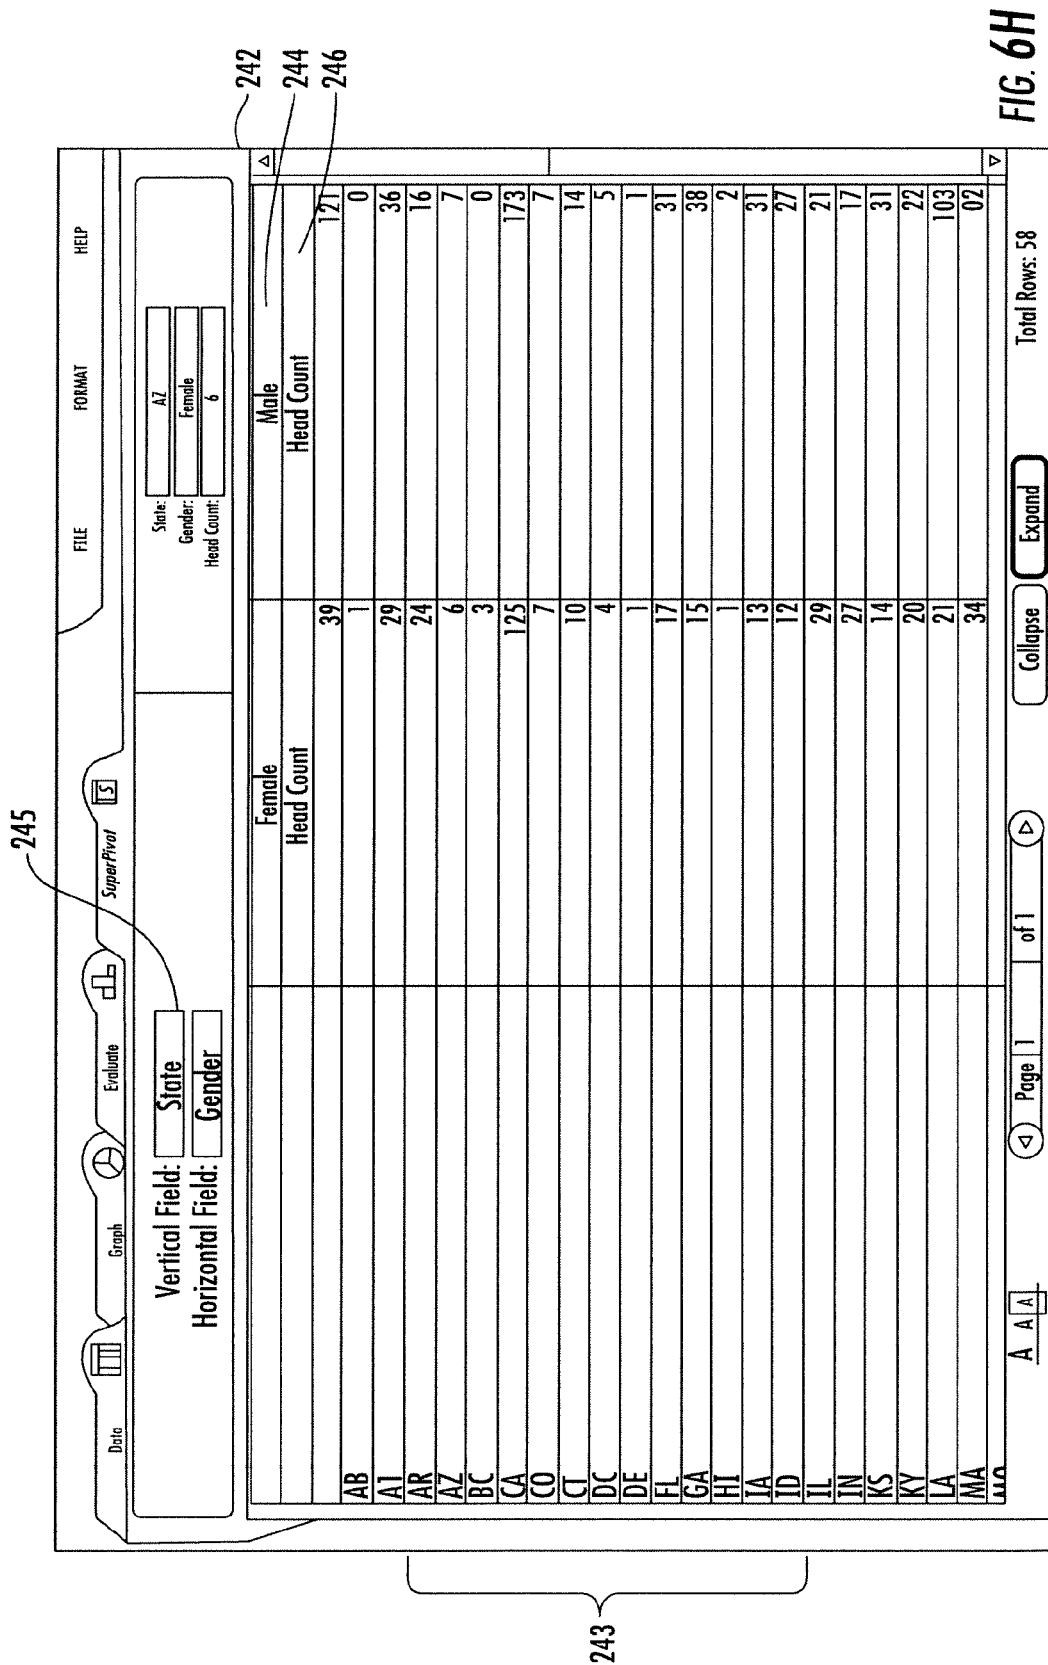 FILE FORMAT HELP
Data Graph Evaluate SuperPivot
245
Vertical Field: State
Horizontal Field: Gender
State: AZ
Gender: Female
Head Count: 6
242
244
246
Female Male
Head Count Head Count
39 121
AB 1 0
A1 29 36
AR 24 16
AZ 6 7
BC 3 0
CA 125 173
CO 7 7
CT 10 14
DC 4 5
DE 1 1
FL 17 31
GA 15 38
HI 1 2
IA 13 31
ID 12 27
IL 29 21
IN 27 17
KS 14 31
KY 20 22
LA 21 103
MA 34 02
243
A A A
Page 1 of 1
Collapse Expand
Total Rows: 58
FIG. 6H